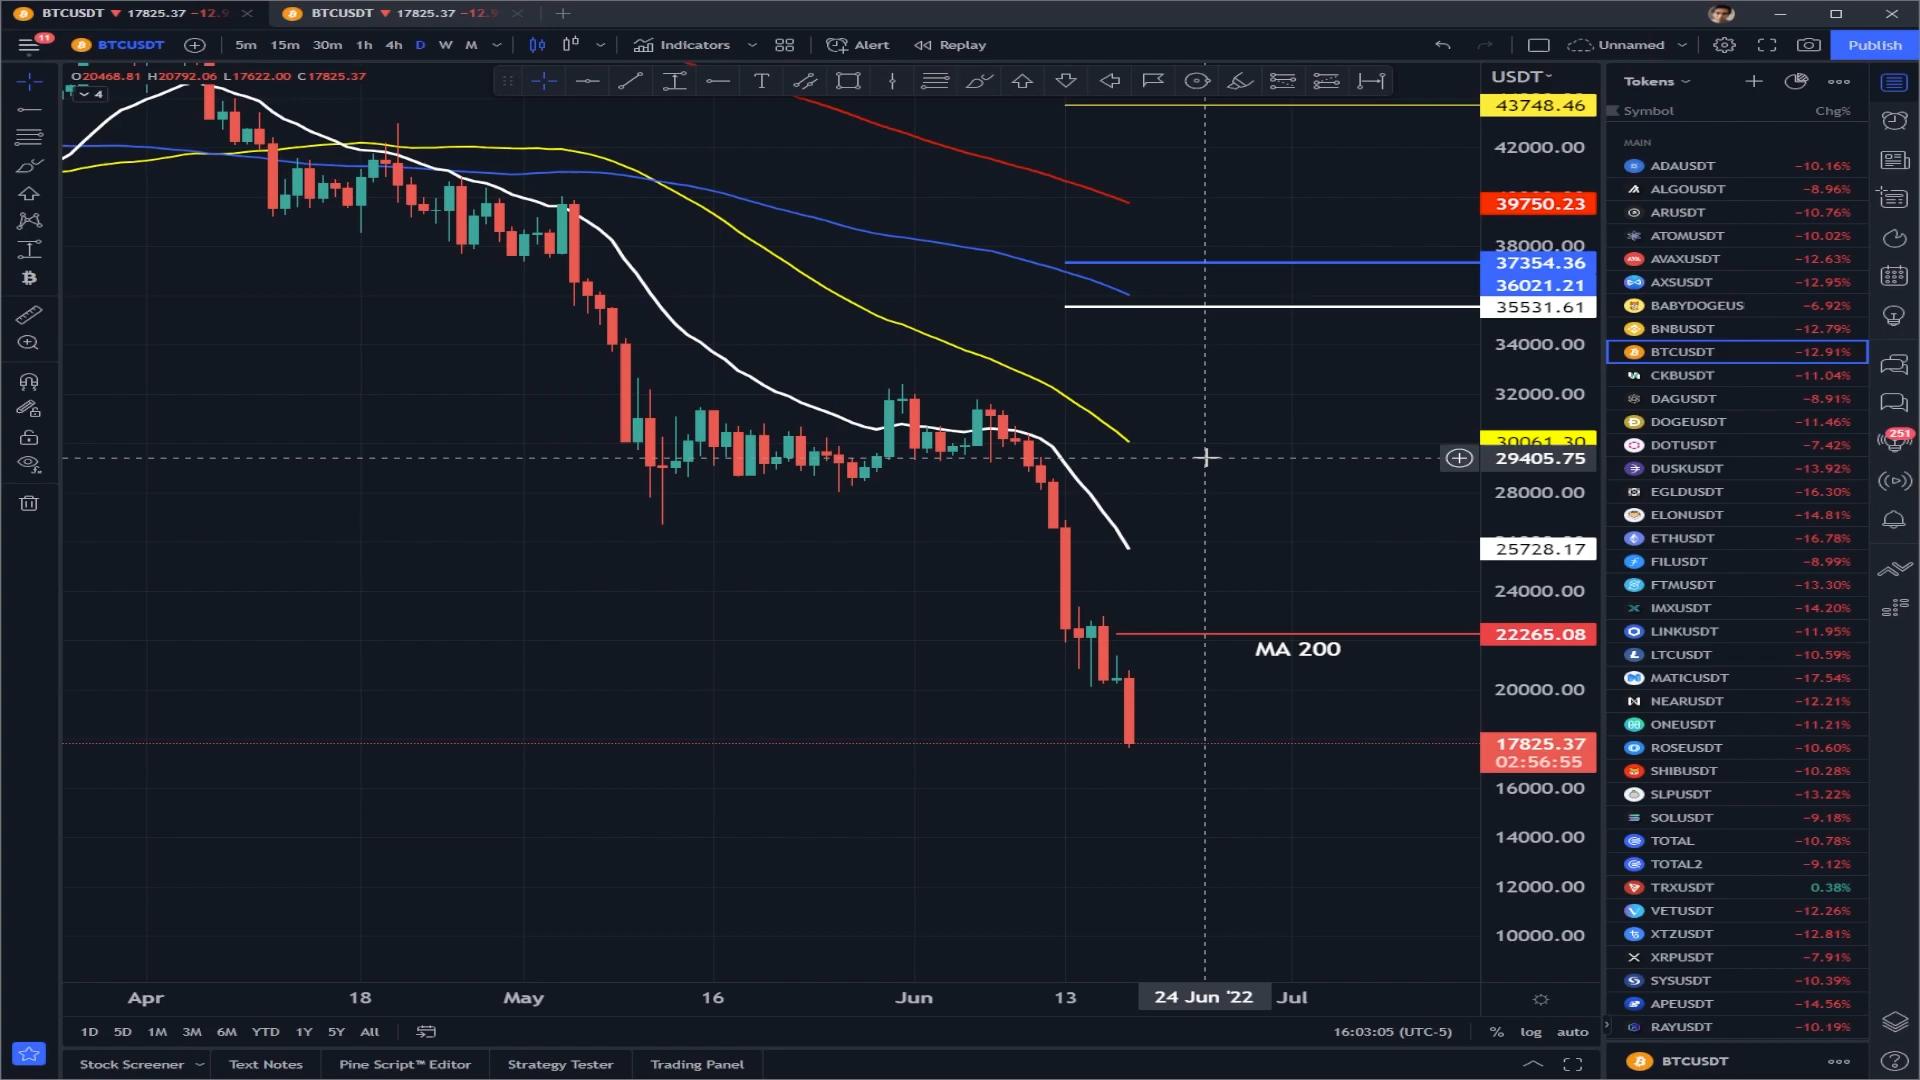 BTCUSDT ▼ 17825.37 −12.9
BTCUSDT ▼ 17825.37 −12.9
11
BTCUSDT
5m 15m 30m 1h 4h D W M
Indicators
Alert
Replay
Unnamed
Publish
O20468.81 H20792.06 L17622.00 C17825.37
4
USDT
43748.46
42000.00
39750.23
38000.00
37354.36
36021.21
35531.61
34000.00
32000.00
30061.30
29405.75
28000.00
25728.17
24000.00
22265.08
MA 200
20000.00
17825.37
02:56:55
16000.00
14000.00
12000.00
10000.00
Apr 18 May 16 Jun 13 24 Jun '22 Jul
1D 5D 1M 3M 6M YTD 1Y 5Y All
16:03:05 (UTC-5) % log auto
Stock Screener Text Notes Pine Script™ Editor Strategy Tester Trading Panel
Tokens
Symbol Chg%
MAIN
ADAUSDT −10.16%
ALGOUSDT −8.96%
ARUSDT −10.76%
ATOMUSDT −10.02%
AVAXUSDT −12.63%
AXSUSDT −12.95%
BABYDOGEUS −6.92%
BNBUSDT −12.79%
BTCUSDT −12.91%
CKBUSDT −11.04%
DAGUSDT −8.91%
DOGEUSDT −11.46%
DOTUSDT −7.42%
DUSKUSDT −13.92%
EGLDUSDT −16.30%
ELONUSDT −14.81%
ETHUSDT −16.78%
FILUSDT −8.99%
FTMUSDT −13.30%
IMXUSDT −14.20%
LINKUSDT −11.95%
LTCUSDT −10.59%
MATICUSDT −17.54%
NEARUSDT −12.21%
ONEUSDT −11.21%
ROSEUSDT −10.60%
SHIBUSDT −10.28%
SLPUSDT −13.22%
SOLUSDT −9.18%
TOTAL −10.78%
TOTAL2 −9.12%
TRXUSDT 0.38%
VETUSDT −12.26%
XTZUSDT −12.81%
XRPUSDT −7.91%
SYSUSDT −10.39%
APEUSDT −14.56%
RAYUSDT −10.19%
BTCUSDT
251